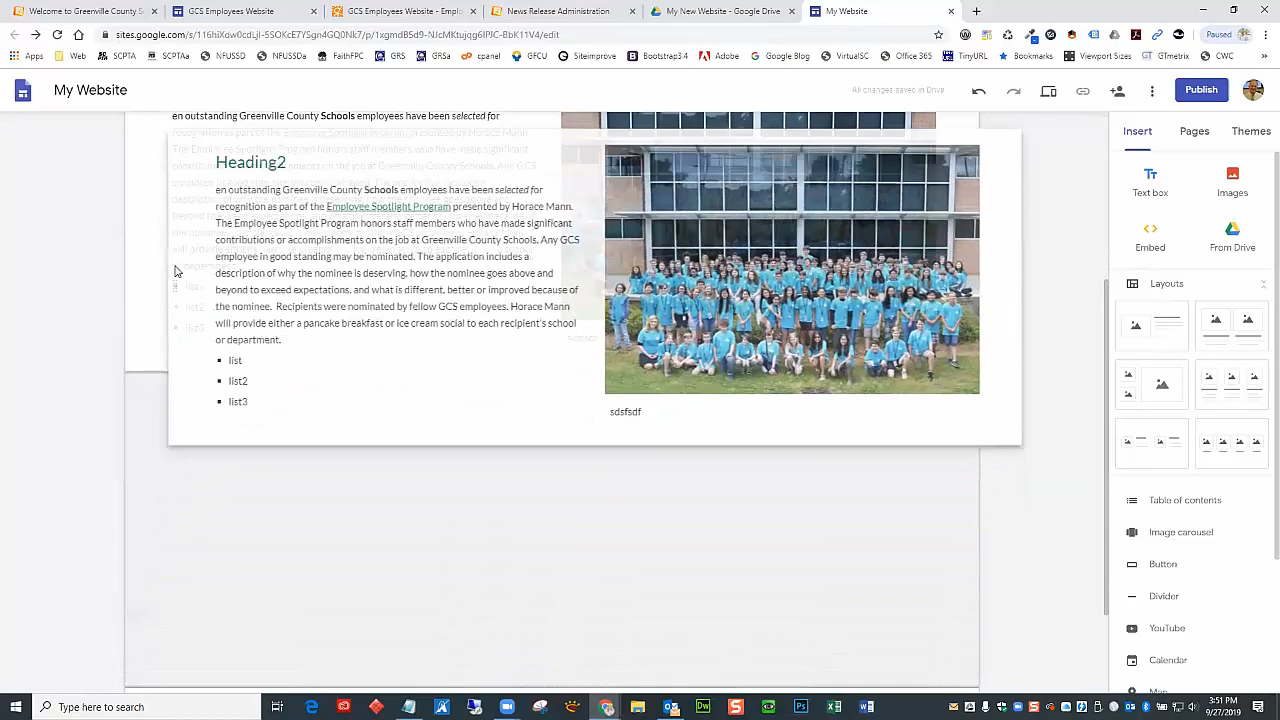 Welcome to Greenville County Sc
GCS Employees Website
GCS Employees Website - Emplo
News Release Administration
My New Website - Google Drive
My Website
Paused
Apps
Web
SCPTA
SCPTAa
NFUSSD
NFUSSDa
FaithFPC
GRS
GRSa
cpanel
GFCU
Siteimprove
Bootstrap3.4
Adobe
Google Blog
VirtualSC
Office 365
TinyURL
Bookmarks
Viewport Sizes
GTmetrix
CWC
My Website
All changes saved in Drive
Publish
en outstanding Greenville County Schools employees have been selected for
Heading2
en outstanding Greenville County Schools employees have been selected for
recognition as part of the Employee Spotlight Program presented by Horace Mann.
The Employee Spotlight Program honors staff members who have made significant
contributions or accomplishments on the job at Greenville County Schools. Any GCS
employee in good standing may be nominated. The application includes a
description of why the nominee is deserving, how the nominee goes above and
beyond to exceed expectations, and what is different, better or improved because of
the nominee. Recipients were nominated by fellow GCS employees. Horace Mann
will provide either a pancake breakfast or ice cream social to each recipient's school
or department.
▪ list
▪ list2
▪ list3
sdsfsdf
Insert
Pages
Themes
Text box
Images
Embed
From Drive
Layouts
Table of contents
Image carousel
Button
Divider
YouTube
Calendar
Map
Type here to search
3:51 PM
9/27/2019